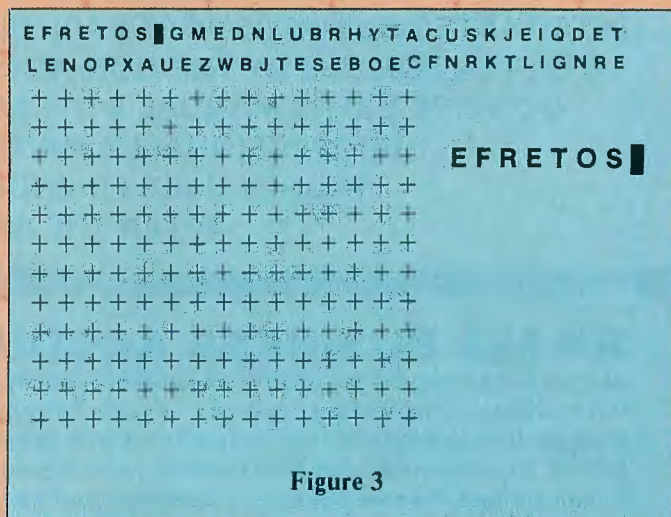 EFRETOS█GMEDNLUBRHYTACUSKJEIQDET
LENOPXAUEZWBJTESEBOECFNRKTLIGNRE
+ + + + + + + + + + + + + + +
+ + + + + + + + + + + + + + +
+ + + + + + + + + + + + + + + EFRETOS█
+ + + + + + + + + + + + + + +
+ + + + + + + + + + + + + + +
+ + + + + + + + + + + + + + +
+ + + + + + + + + + + + + + +
+ + + + + + + + + + + + + + +
+ + + + + + + + + + + + + + +
+ + + + + + + + + + + + + + +
+ + + + + + + + + + + + + + +
+ + + + + + + + + + + + + + +
Figure 3